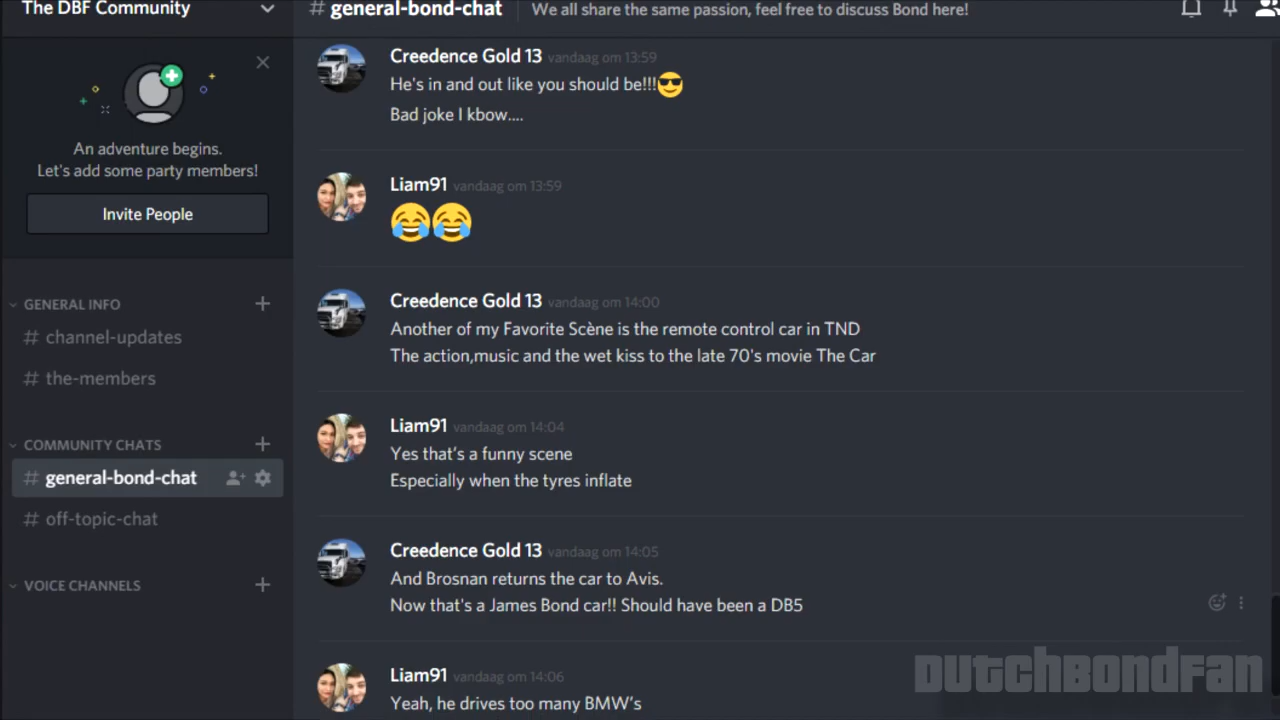 The DBF Community
An adventure begins.
Let's add some party members!
Invite People
GENERAL INFO
# channel-updates
# the-members
COMMUNITY CHATS
# general-bond-chat
# off-topic-chat
VOICE CHANNELS
# general-bond-chat We all share the same passion, feel free to discuss Bond here!
Creedence Gold 13 vandaag om 13:59
He's in and out like you should be!!!😎
Bad joke I kbow....
Liam91 vandaag om 13:59
😂😂
Creedence Gold 13 vandaag om 14:00
Another of my Favorite Scène is the remote control car in TND
The action,music and the wet kiss to the late 70's movie The Car
Liam91 vandaag om 14:04
Yes that's a funny scene
Especially when the tyres inflate
Creedence Gold 13 vandaag om 14:05
And Brosnan returns the car to Avis.
Now that's a James Bond car!! Should have been a DB5
Liam91 vandaag om 14:06
Yeah, he drives too many BMW's
DUTCHBONDFAN